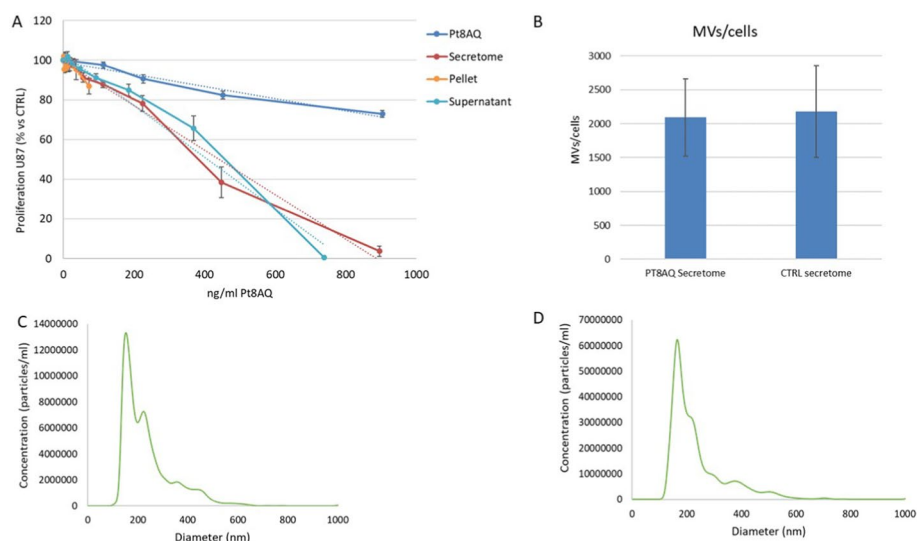 A
120
100
80
60
40
20
0
Proliferation U87 (% vs CTRL)
0 200 400 600 800 1000
ng/ml Pt8AQ
Pt8AQ
Secretome
Pellet
Supernatant
B
MVs/cells
3000
2500
2000
1500
1000
500
0
MVs/cells
PT8AQ Secretome CTRL secretome
C
14000000
12000000
10000000
8000000
6000000
4000000
2000000
0
Concentration (particles/ml)
0 200 400 600 800 1000
Diameter (nm)
D
70000000
60000000
50000000
40000000
30000000
20000000
10000000
0
Concentration (particles/ml)
0 200 400 600 800 1000
Diameter (nm)